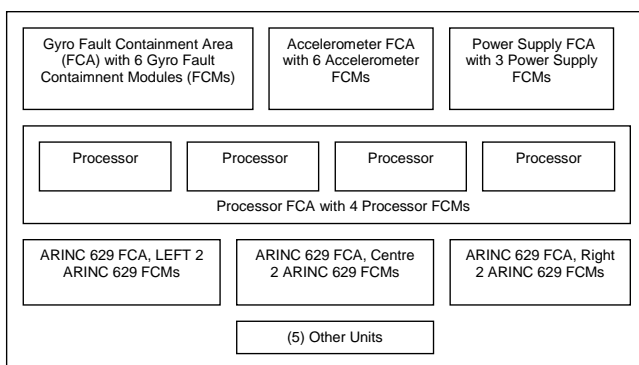 Gyro Fault Containment Area
(FCA) with 6 Gyro Fault
Contaimnent Modules (FCMs)
Accelerometer FCA
with 6 Accelerometer
FCMs
Power Supply FCA
with 3 Power Supply
FCMs
Processor
Processor
Processor
Processor
Processor FCA with 4 Processor FCMs
ARINC 629 FCA, LEFT 2
ARINC 629 FCMs
ARINC 629 FCA, Centre
2 ARINC 629 FCMs
ARINC 629 FCA, Right
2 ARINC 629 FCMs
(5) Other Units